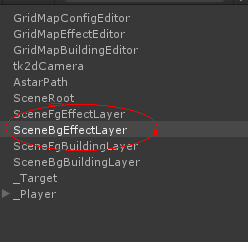 GridMapConfigEditor
GridMapEffectEditor
GridMapBuildingEditor
tk2dCamera
AstarPath
SceneRoot
SceneFgEffectLayer
SceneBgEffectLayer
SceneFgBuildingLayer
SceneBgBuildingLayer
_Target
_Player